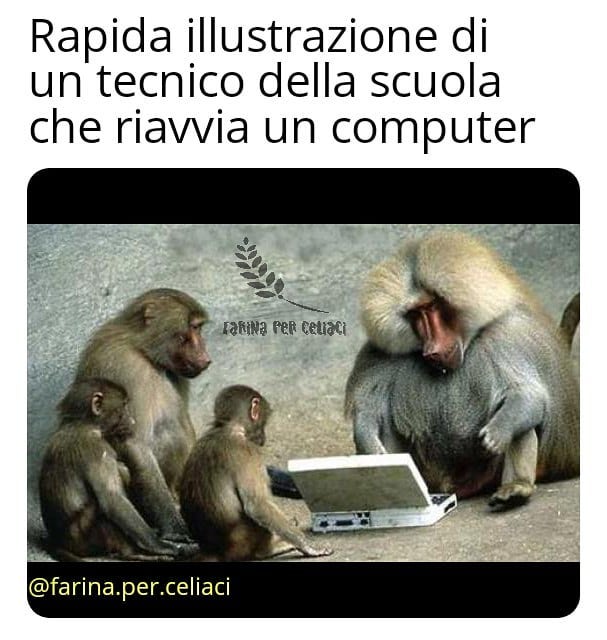 Rapida illustrazione di
un tecnico della scuola
che riavvia un computer
FARINA PER CELIACI
@farina.per.celiaci